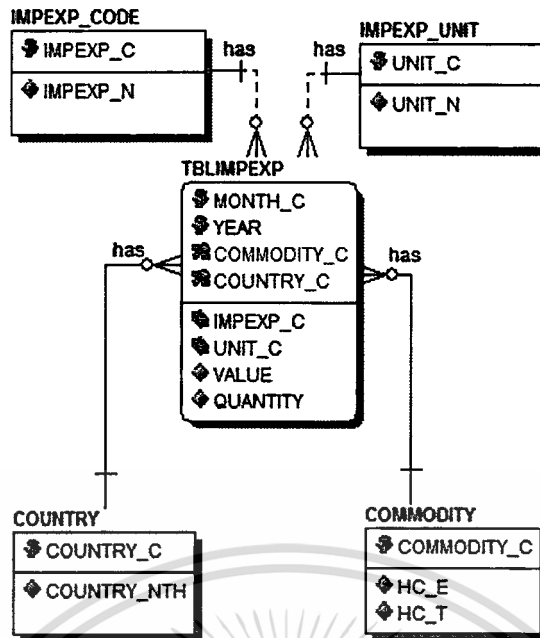 IMPEXP_CODE
IMPEXP_C
IMPEXP_N
has
has
IMPEXP_UNIT
UNIT_C
UNIT_N
TBLIMPEXP
MONTH_C
YEAR
COMMODITY_C
COUNTRY_C
IMPEXP_C
UNIT_C
VALUE
QUANTITY
has
has
COUNTRY
COUNTRY_C
COUNTRY_NTH
COMMODITY
COMMODITY_C
HC_E
HC_T